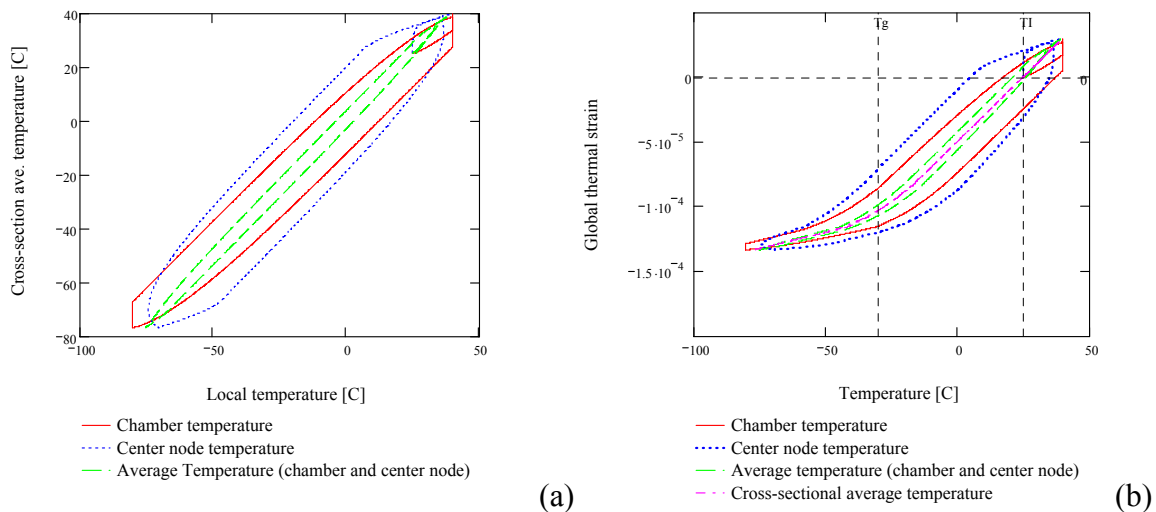 40
20
0
−20
−40
−60
−80
−100
−50
0
50
Cross-section ave. temperature [C]
Local temperature [C]
Chamber temperature
Center node temperature
Average Temperature (chamber and center node)
(a)
Tg
TI
0
0
−5·10⁻⁵
−1·10⁻⁴
−1.5·10⁻⁴
−100
−50
0
50
Global thermal strain
Temperature [C]
Chamber temperature
Center node temperature
Average temperature (chamber and center node)
Cross-sectional average temperature
(b)